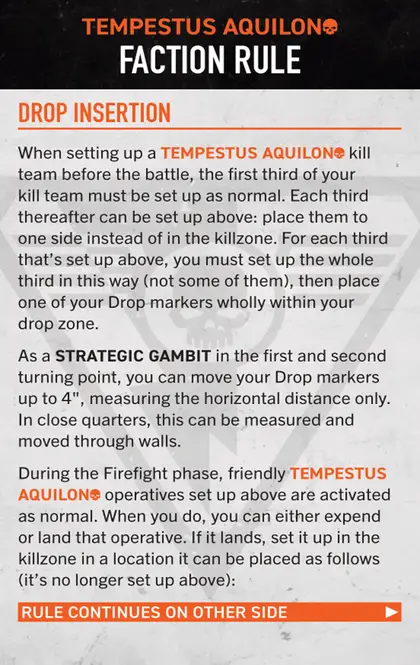 TEMPESTUS AQUILON
FACTION RULE
DROP INSERTION
When setting up a TEMPESTUS AQUILON kill
team before the battle, the first third of your
kill team must be set up as normal. Each third
thereafter can be set up above: place them to
one side instead of in the killzone. For each third
that's set up above, you must set up the whole
third in this way (not some of them), then place
one of your Drop markers wholly within your
drop zone.
As a STRATEGIC GAMBIT in the first and second
turning point, you can move your Drop markers
up to 4", measuring the horizontal distance only.
In close quarters, this can be measured and
moved through walls.
During the Firefight phase, friendly TEMPESTUS
AQUILON operatives set up above are activated
as normal. When you do, you can either expend
or land that operative. If it lands, set it up in the
killzone in a location it can be placed as follows
(it's no longer set up above):
RULE CONTINUES ON OTHER SIDE